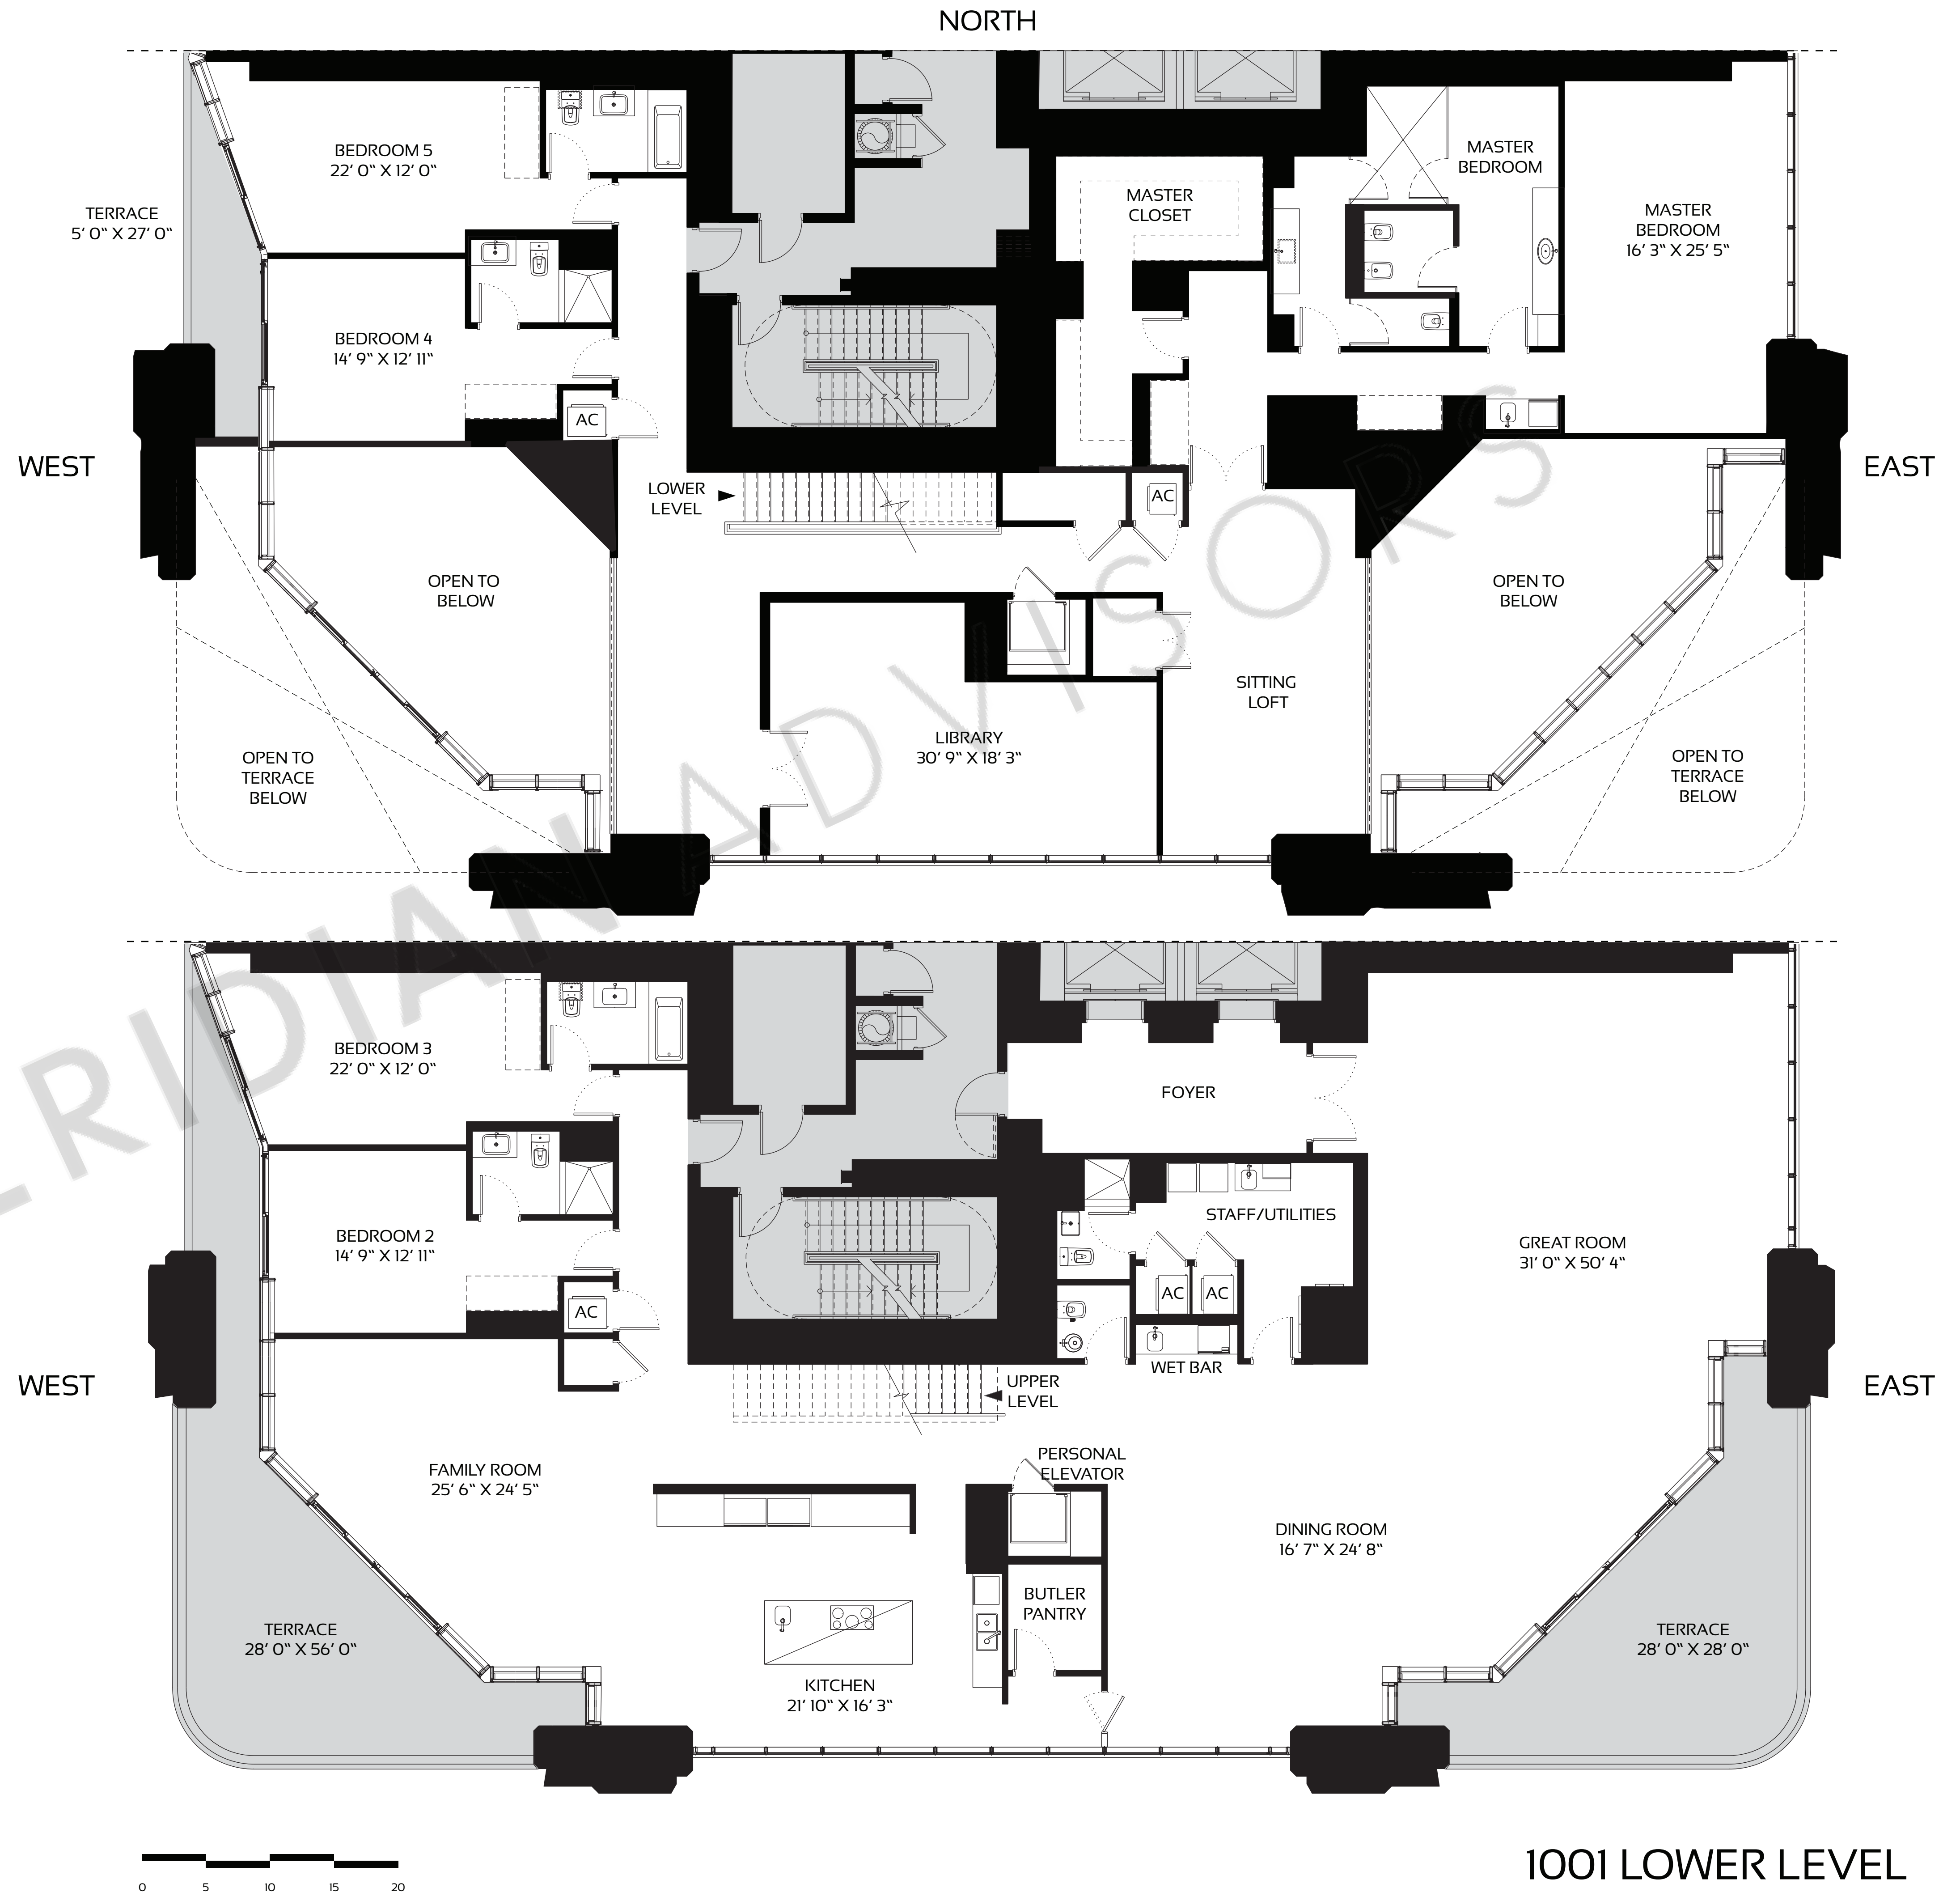 NORTH
BEDROOM 5
22' 0" X 12' 0"
TERRACE
5' 0" X 27' 0"
BEDROOM 4
14' 9" X 12' 11"
AC
MASTER
CLOSET
MASTER
BEDROOM
MASTER
BEDROOM
16' 3" X 25' 5"
WEST
EAST
LOWER
LEVEL
AC
OPEN TO
BELOW
OPEN TO
BELOW
SITTING
LOFT
LIBRARY
30' 9" X 18' 3"
OPEN TO
TERRACE
BELOW
OPEN TO
TERRACE
BELOW
ERIDIAN ADVISORS
BEDROOM 3
22' 0" X 12' 0"
FOYER
BEDROOM 2
14' 9" X 12' 11"
AC
STAFF/UTILITIES
AC
AC
GREAT ROOM
31' 0" X 50' 4"
WET BAR
WEST
EAST
UPPER
LEVEL
FAMILY ROOM
25' 6" X 24' 5"
PERSONAL
ELEVATOR
DINING ROOM
16' 7" X 24' 8"
BUTLER
PANTRY
TERRACE
28' 0" X 56' 0"
TERRACE
28' 0" X 28' 0"
KITCHEN
21' 10" X 16' 3"
0 5 10 15 20
1001 LOWER LEVEL